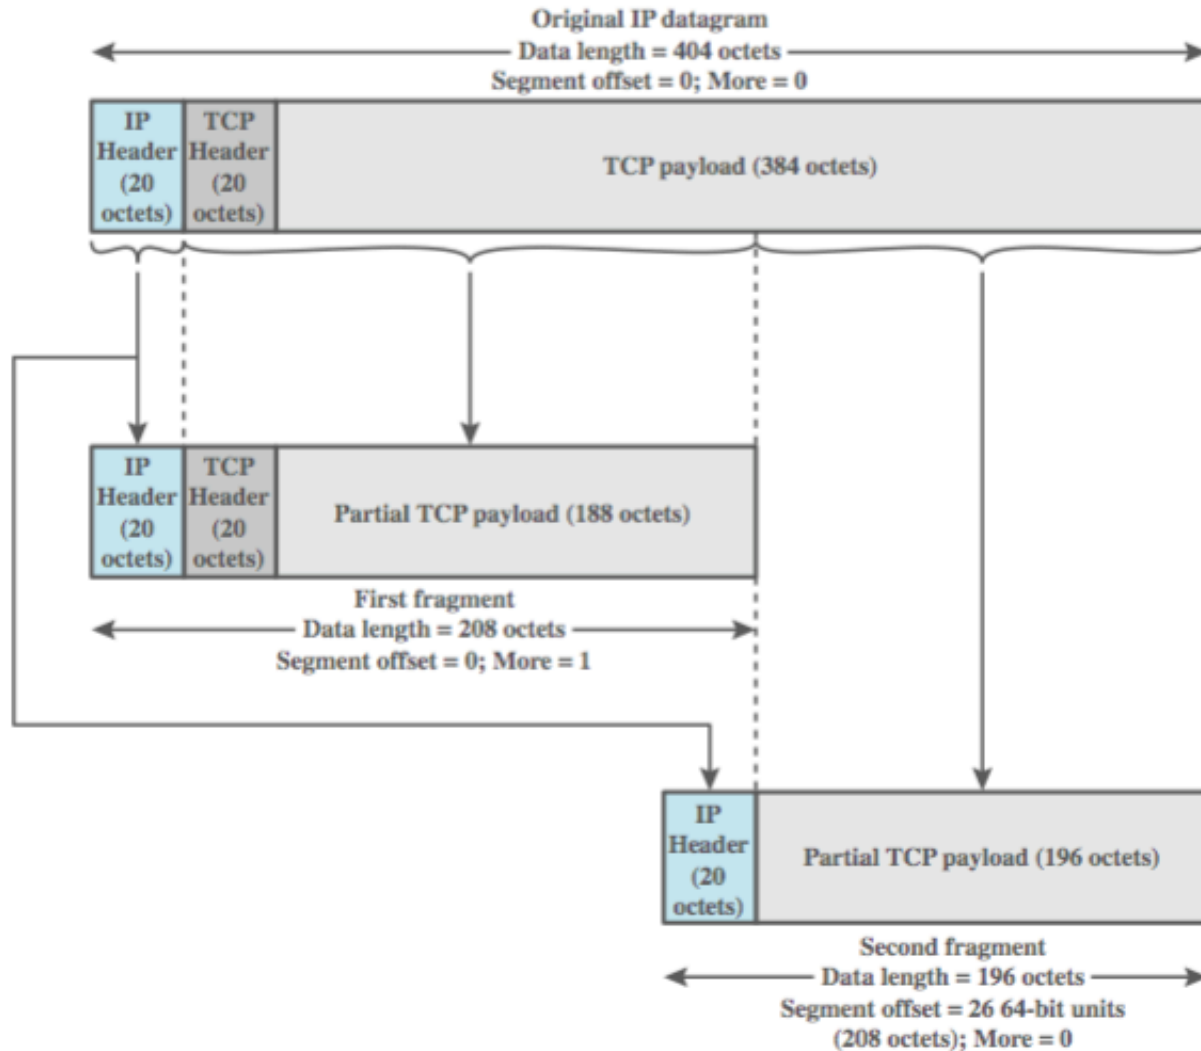 Original IP datagram
Data length = 404 octets
Segment offset = 0; More = 0
IP
Header
(20
octets)
TCP
Header
(20
octets)
TCP payload (384 octets)
IP
Header
(20
octets)
TCP
Header
(20
octets)
Partial TCP payload (188 octets)
First fragment
Data length = 208 octets
Segment offset = 0; More = 1
IP
Header
(20
octets)
Partial TCP payload (196 octets)
Second fragment
Data length = 196 octets
Segment offset = 26 64-bit units
(208 octets); More = 0